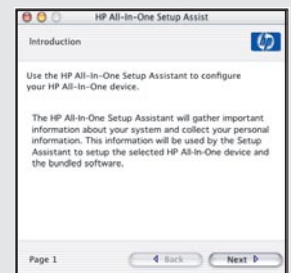 HP All-In-One Setup Assist
Introduction
hp
Use the HP All-In-One Setup Assistant to configure
your HP All-In-One device.
The HP All-In-One Setup Assistant will gather important
information about your system and collect your personal
information. This information will be used by the Setup
Assistant to setup the selected HP All-In-One device and
the bundled software.
Page 1
Back
Next